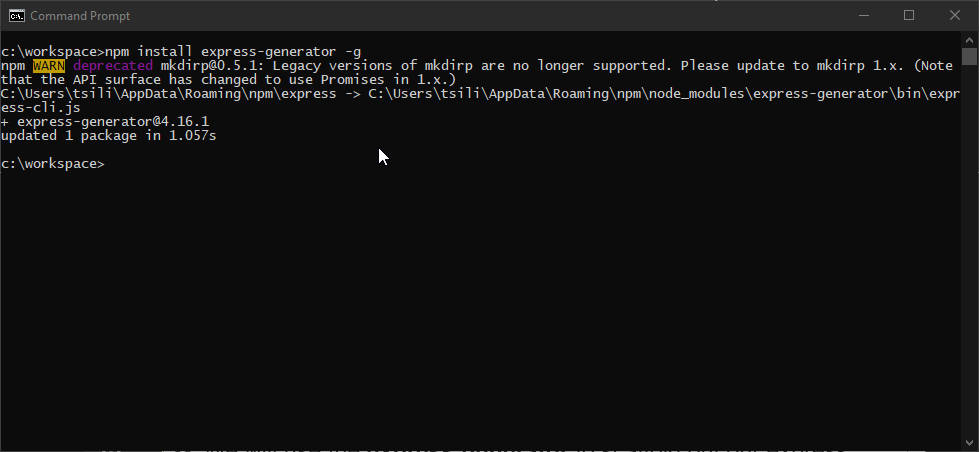 Command Prompt
c:\workspace>npm install express-generator -g
npm WARN deprecated mkdirp@0.5.1: Legacy versions of mkdirp are no longer supported. Please update to mkdirp 1.x. (Note
that the API surface has changed to use Promises in 1.x.)
C:\Users\tsili\AppData\Roaming\npm\express -> C:\Users\tsili\AppData\Roaming\npm\node_modules\express-generator\bin\expr
ess-cli.js
+ express-generator@4.16.1
updated 1 package in 1.057s
c:\workspace>